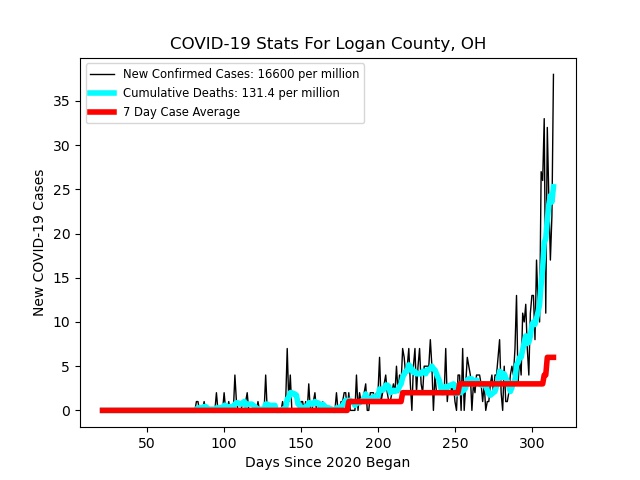 COVID-19 Stats For Logan County, OH
New Confirmed Cases: 16600 per million
Cumulative Deaths: 131.4 per million
7 Day Case Average
New COVID-19 Cases
35
30
25
20
15
10
5
0
50 100 150 200 250 300
Days Since 2020 Began